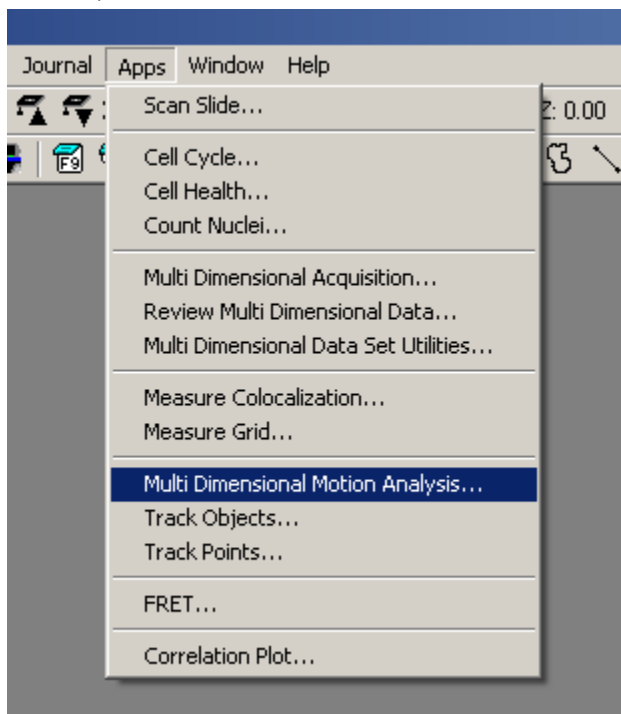 Journal Apps Window Help
Z: 0.00
F9
Scan Slide...
Cell Cycle...
Cell Health...
Count Nuclei...
Multi Dimensional Acquisition...
Review Multi Dimensional Data...
Multi Dimensional Data Set Utilities...
Measure Colocalization...
Measure Grid...
Multi Dimensional Motion Analysis...
Track Objects...
Track Points...
FRET...
Correlation Plot...